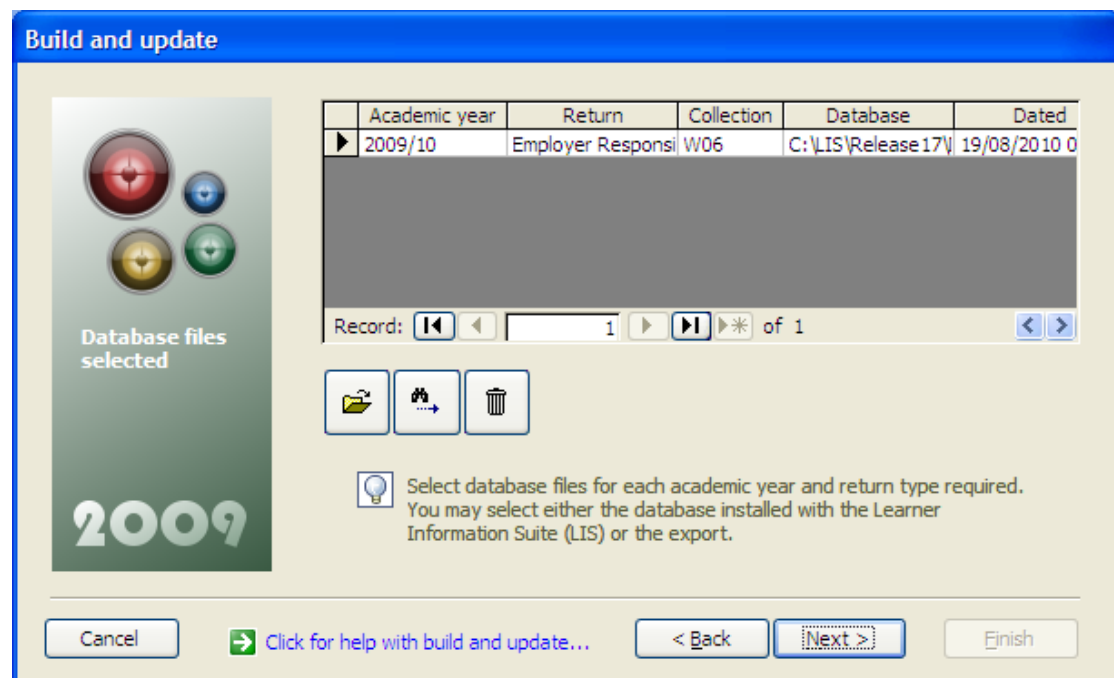 Build and update
Academic year Return Collection Database Dated
2009/10 Employer Responsi W06 C:\LIS\Release17\ 19/08/2010 0
Record: 1 of 1
Database files
selected
Select database files for each academic year and return type required.
You may select either the database installed with the Learner
Information Suite (LIS) or the export.
2009
Cancel Click for help with build and update... < Back Next > Finish